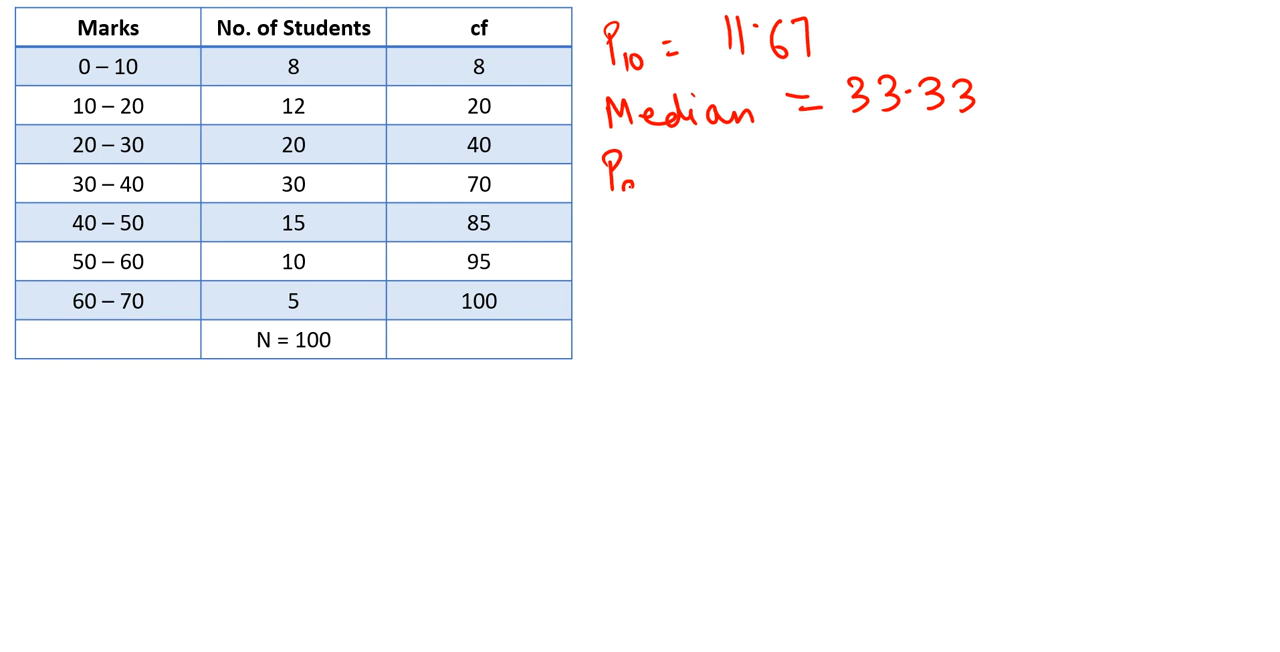 Marks No. of Students cf
0 – 10 8 8
10 – 20 12 20
20 – 30 20 40
30 – 40 30 70
40 – 50 15 85
50 – 60 10 95
60 – 70 5 100
N = 100
P10 = 11.67
Median = 33.33
P